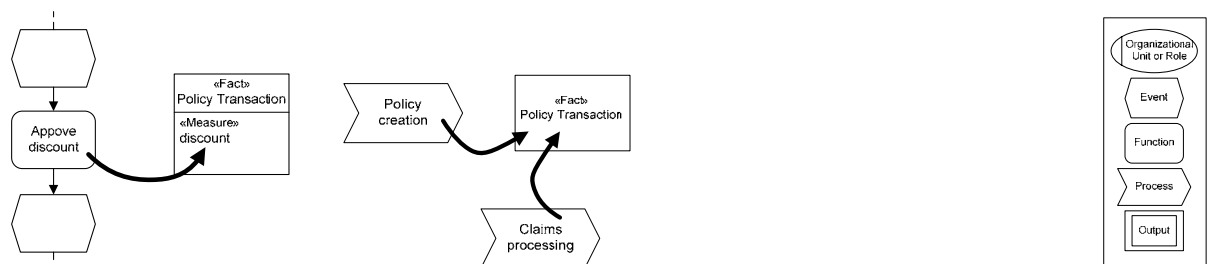 Appove
discount
«Fact»
Policy Transaction
«Measure»
discount
Policy
creation
«Fact»
Policy Transaction
Claims
processing
Organizational
Unit or Role
Event
Function
Process
Output